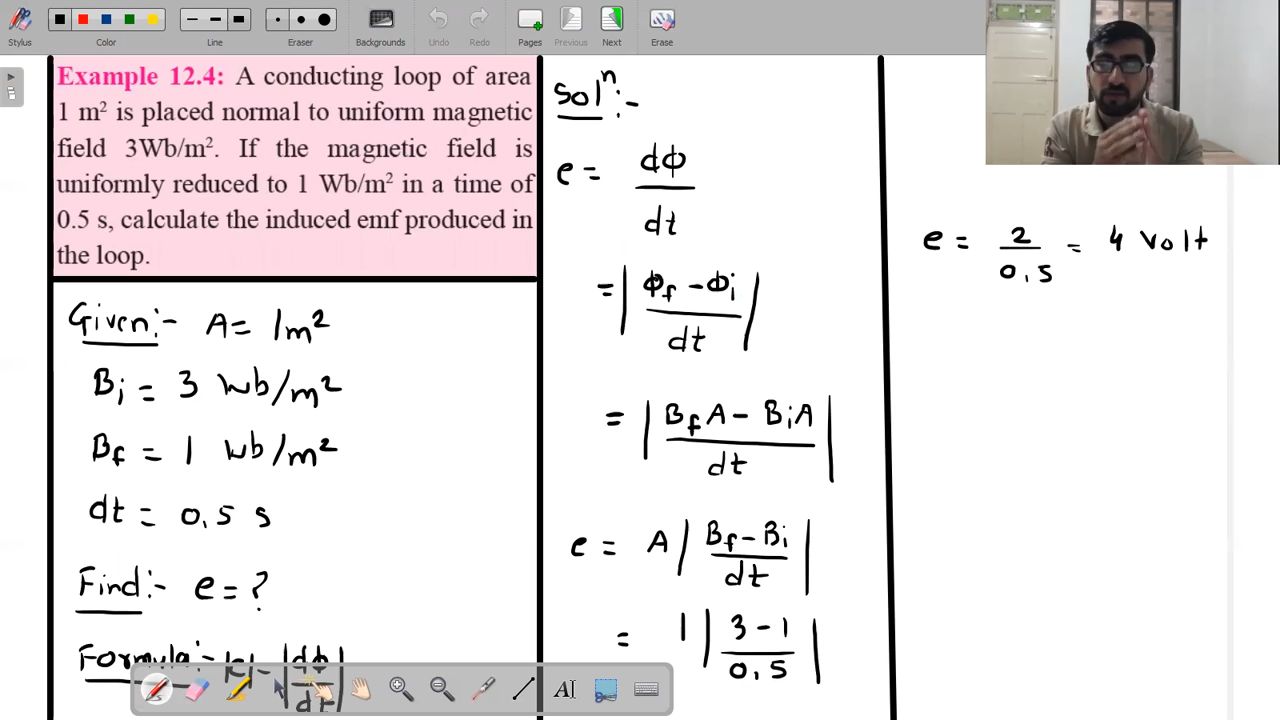 Stylus
Color
Line
Eraser
Backgrounds
Undo
Redo
Pages
Previous
Next
Erase
Example 12.4: A conducting loop of area
1 m² is placed normal to uniform magnetic
field 3Wb/m². If the magnetic field is
uniformly reduced to 1 Wb/m² in a time of
0.5 s, calculate the induced emf produced in
the loop.
Given:- A = 1m²
Bi = 3 Wb/m²
Bf = 1 Wb/m²
dt = 0.5 s
Find:- e = ?
Formula:- |e| = |dφ/dt|
Solⁿ:-
e = dφ/dt
= |φf - φi / dt|
= |BfA - BiA / dt|
e = A |Bf - Bi / dt|
= 1 |3 - 1 / 0.5|
e = 2/0.5 = 4 Volt